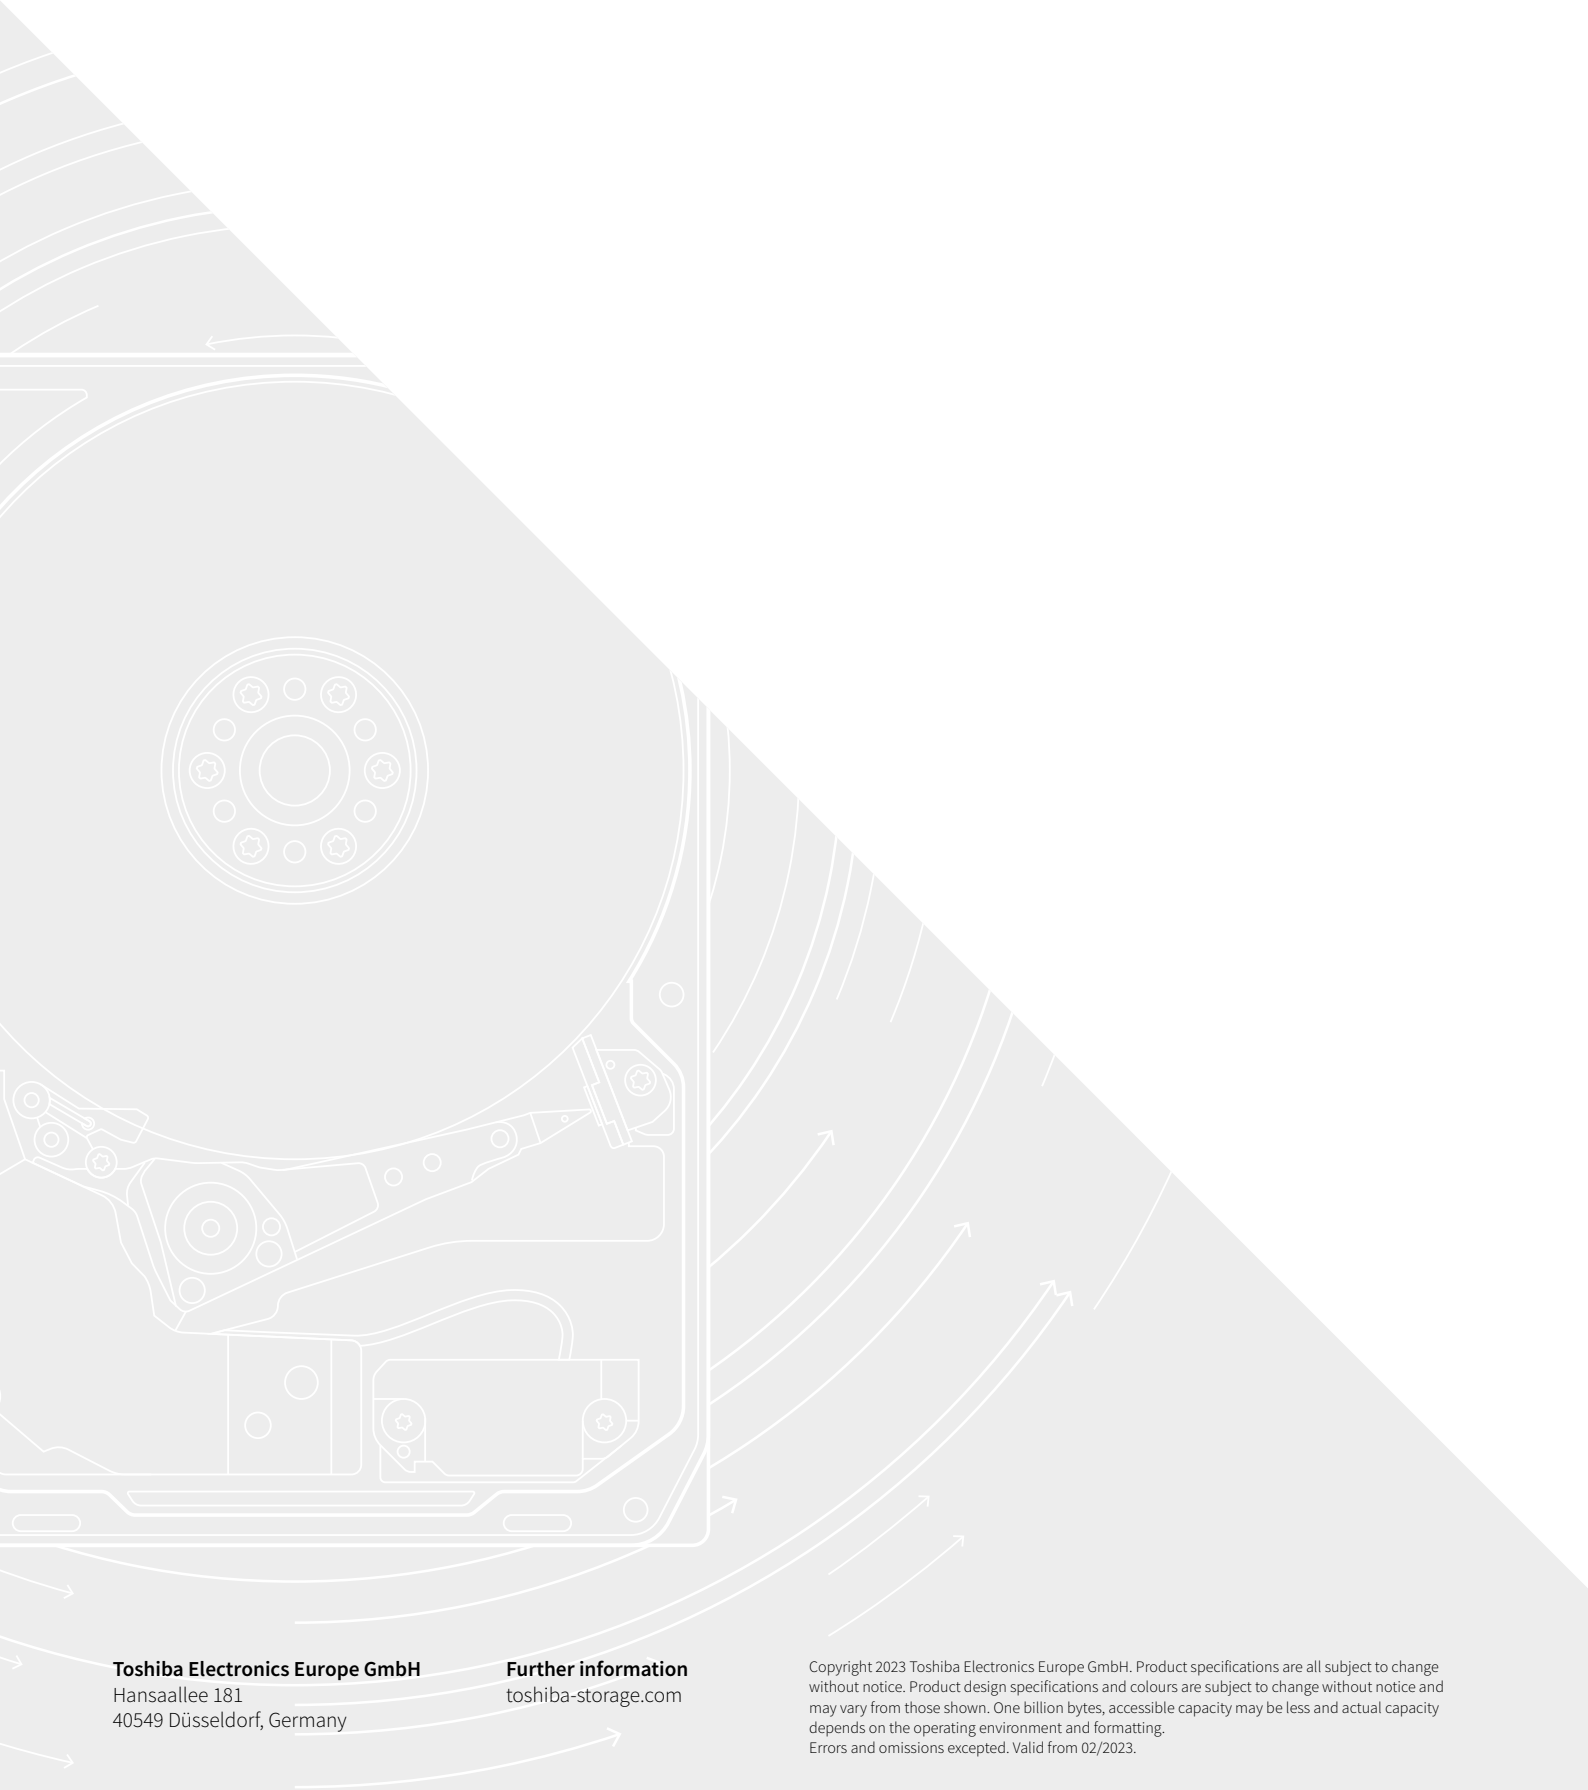 Toshiba Electronics Europe GmbH
Hansaallee 181
40549 Düsseldorf, Germany
Further information
toshiba-storage.com
Copyright 2023 Toshiba Electronics Europe GmbH. Product specifications are all subject to change
without notice. Product design specifications and colours are subject to change without notice and
may vary from those shown. One billion bytes, accessible capacity may be less and actual capacity
depends on the operating environment and formatting.
Errors and omissions excepted. Valid from 02/2023.